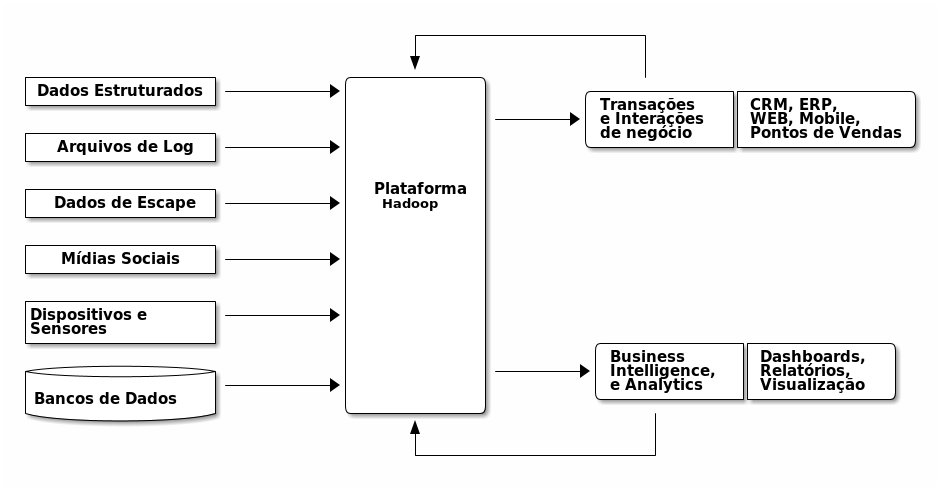 Dados Estruturados
Arquivos de Log
Dados de Escape
Mídias Sociais
Dispositivos e
Sensores
Bancos de Dados
Plataforma
Hadoop
Transações
e Interações
de negócio
CRM, ERP,
WEB, Mobile,
Pontos de Vendas
Business
Intelligence,
e Analytics
Dashboards,
Relatórios,
Visualização